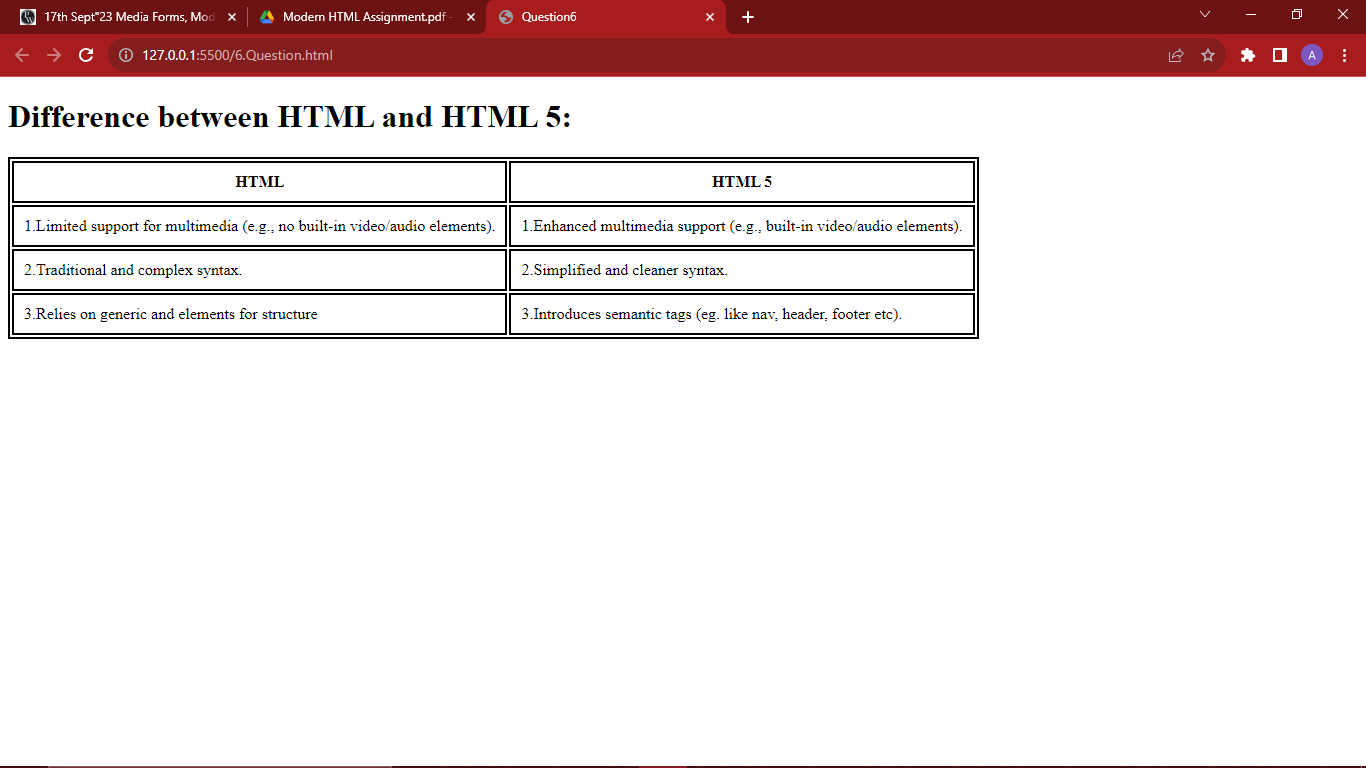 17th Sept"23 Media Forms, Mod
Modern HTML Assignment.pdf -
Question6
127.0.0.1:5500/6.Question.html
A
Difference between HTML and HTML 5:
HTML
HTML 5
1.Limited support for multimedia (e.g., no built-in video/audio elements).
1.Enhanced multimedia support (e.g., built-in video/audio elements).
2.Traditional and complex syntax.
2.Simplified and cleaner syntax.
3.Relies on generic and elements for structure
3.Introduces semantic tags (eg. like nav, header, footer etc).